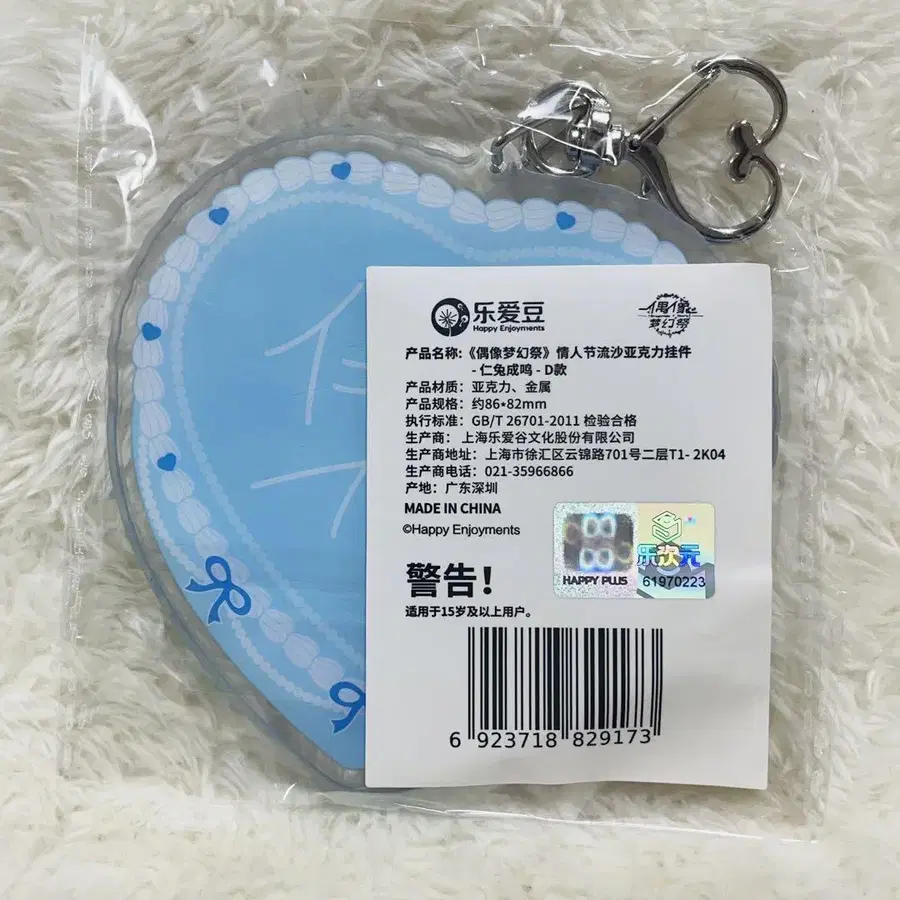 乐爱豆
Happy Enjoyments
偶像
梦幻祭
产品名称:《偶像梦幻祭》情人节流沙亚克力挂件
- 仁兔成鸣 - D款
产品材质：亚克力、金属
产品规格：约86*82mm
执行标准：GB/T 26701-2011 检验合格
生产商： 上海乐爱谷文化股份有限公司
生产商地址：上海市徐汇区云锦路701号二层T1- 2K04
生产商电话：021-35966866
产地：广东深圳
MADE IN CHINA
©Happy Enjoyments
HAPPY PLUS
乐次元
61970223
警告！
适用于15岁及以上用户。
6 923718 829173